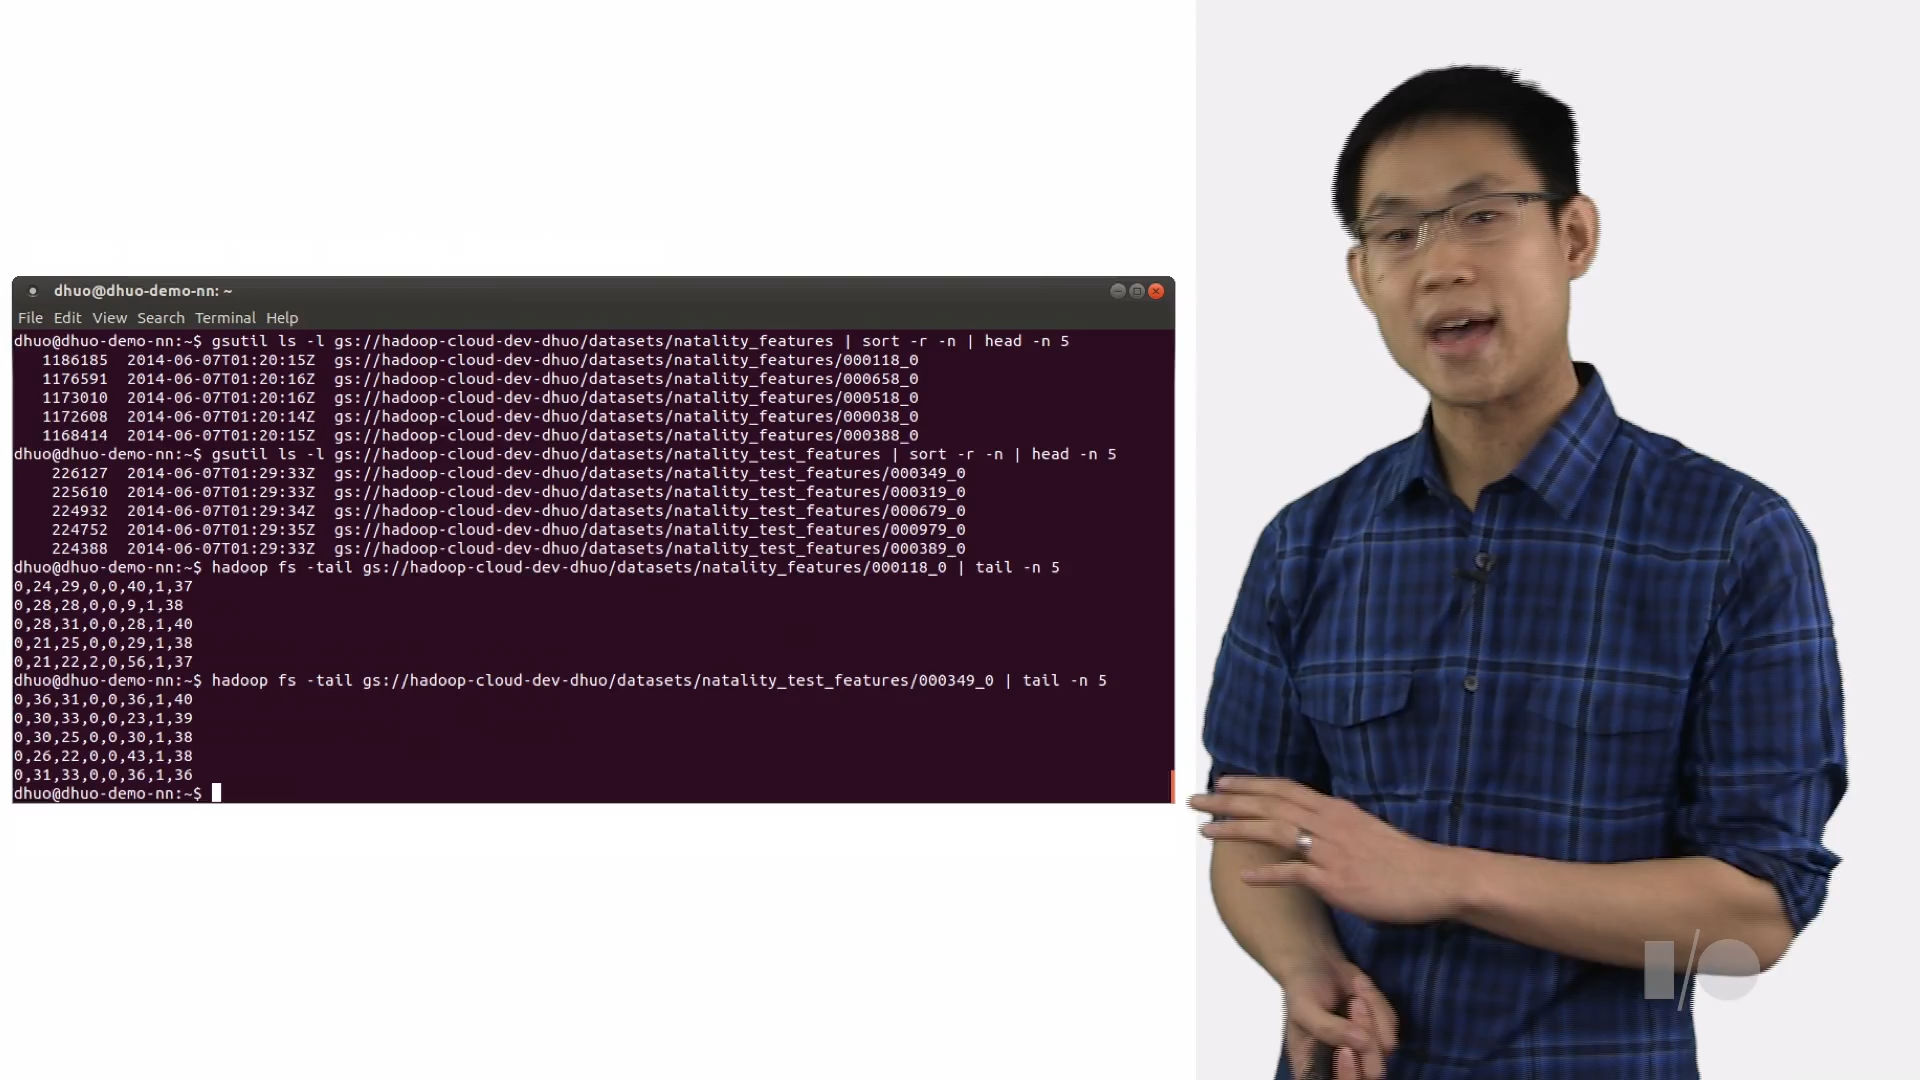 dhuo@dhuo-demo-nn: ~
File Edit View Search Terminal Help
dhuo@dhuo-demo-nn:~$ gsutil ls -l gs://hadoop-cloud-dev-dhuo/datasets/natality_features | sort -r -n | head -n 5
1186185 2014-06-07T01:20:15Z gs://hadoop-cloud-dev-dhuo/datasets/natality_features/000118_0
1176591 2014-06-07T01:20:16Z gs://hadoop-cloud-dev-dhuo/datasets/natality_features/000658_0
1173010 2014-06-07T01:20:16Z gs://hadoop-cloud-dev-dhuo/datasets/natality_features/000518_0
1172608 2014-06-07T01:20:14Z gs://hadoop-cloud-dev-dhuo/datasets/natality_features/000038_0
1168414 2014-06-07T01:20:15Z gs://hadoop-cloud-dev-dhuo/datasets/natality_features/000388_0
dhuo@dhuo-demo-nn:~$ gsutil ls -l gs://hadoop-cloud-dev-dhuo/datasets/natality_test_features | sort -r -n | head -n 5
226127 2014-06-07T01:29:33Z gs://hadoop-cloud-dev-dhuo/datasets/natality_test_features/000349_0
225610 2014-06-07T01:29:33Z gs://hadoop-cloud-dev-dhuo/datasets/natality_test_features/000319_0
224932 2014-06-07T01:29:34Z gs://hadoop-cloud-dev-dhuo/datasets/natality_test_features/000679_0
224752 2014-06-07T01:29:35Z gs://hadoop-cloud-dev-dhuo/datasets/natality_test_features/000979_0
224388 2014-06-07T01:29:33Z gs://hadoop-cloud-dev-dhuo/datasets/natality_test_features/000389_0
dhuo@dhuo-demo-nn:~$ hadoop fs -tail gs://hadoop-cloud-dev-dhuo/datasets/natality_features/000118_0 | tail -n 5
0,24,29,0,0,40,1,37
0,28,28,0,0,9,1,38
0,28,31,0,0,28,1,40
0,21,25,0,0,29,1,38
0,21,22,2,0,56,1,37
dhuo@dhuo-demo-nn:~$ hadoop fs -tail gs://hadoop-cloud-dev-dhuo/datasets/natality_test_features/000349_0 | tail -n 5
0,36,31,0,0,36,1,40
0,30,33,0,0,23,1,39
0,30,25,0,0,30,1,38
0,26,22,0,0,43,1,38
0,31,33,0,0,36,1,36
dhuo@dhuo-demo-nn:~$
I/O